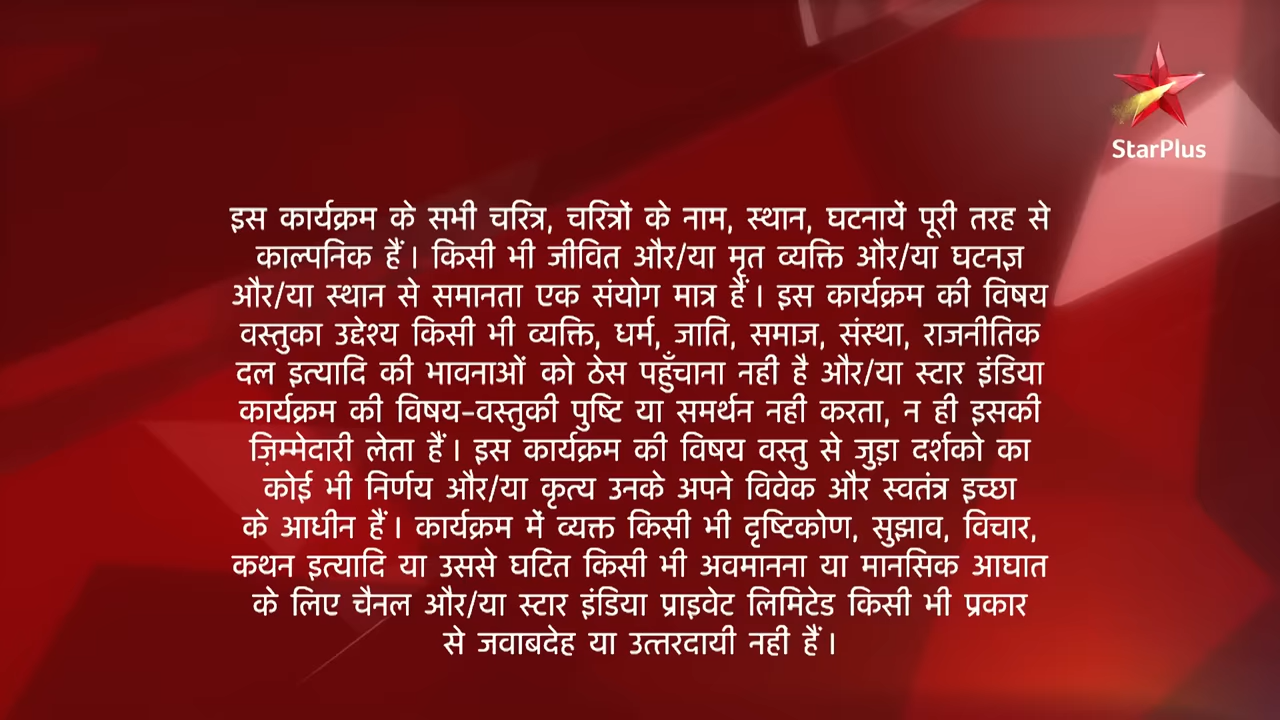 StarPlus
इस कार्यक्रम के सभी चरित्र, चरित्रों के नाम, स्थान, घटनायें पूरी तरह से
काल्पनिक हैं। किसी भी जीवित और/या मृत व्यक्ति और/या घटनज्ञ
और/या स्थान से समानता एक संयोग मात्र हैं। इस कार्यक्रम की विषय
वस्तुका उद्देश्य किसी भी व्यक्ति, धर्म, जाति, समाज, संस्था, राजनीतिक
दल इत्यादि की भावनाओं को ठेस पहुँचाना नही है और/या स्टार इंडिया
कार्यक्रम की विषय-वस्तुकी पुष्टि या समर्थन नही करता, न ही इसकी
ज़िम्मेदारी लेता हैं। इस कार्यक्रम की विषय वस्तु से जुड़ा दर्शको का
कोई भी निर्णय और/या कृत्य उनके अपने विवेक और स्वतंत्र इच्छा
के आधीन हैं। कार्यक्रम में व्यक्त किसी भी दृष्टिकोण, सुझाव, विचार,
कथन इत्यादि या उससे घटित किसी भी अवमानना या मानसिक आघात
के लिए चैनल और/या स्टार इंडिया प्राइवेट लिमिटेड किसी भी प्रकार
से जवाबदेह या उत्तरदायी नही हैं।